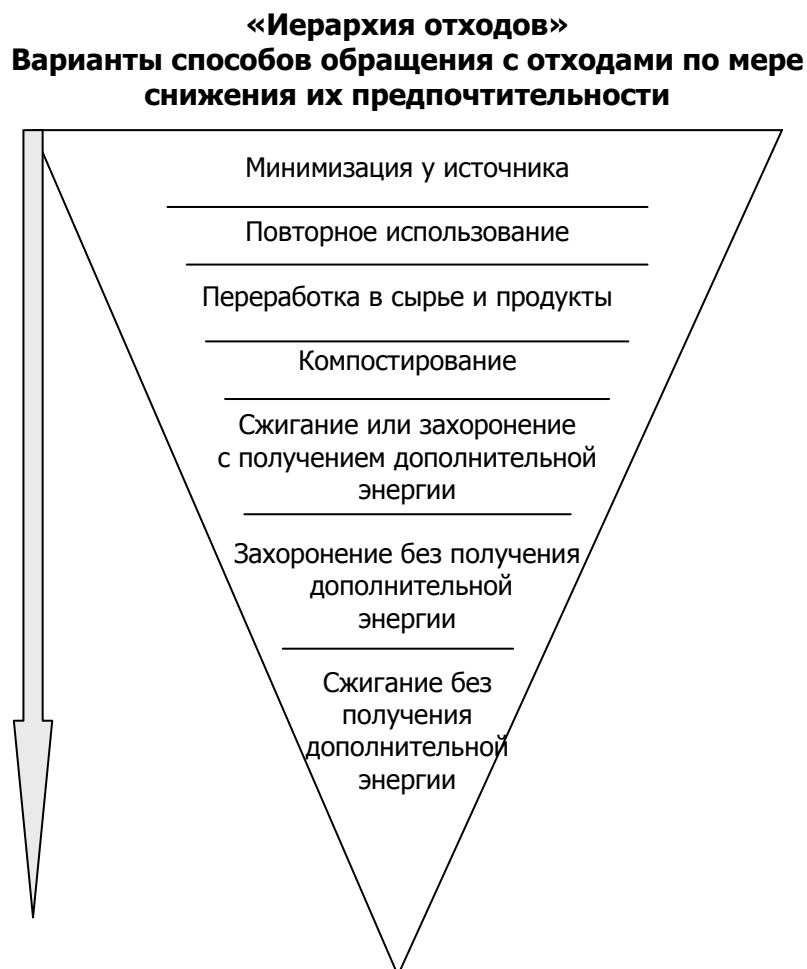 «Иерархия отходов»
Варианты способов обращения с отходами по мере
снижения их предпочтительности
Минимизация у источника
Повторное использование
Переработка в сырье и продукты
Компостирование
Сжигание или захоронение
с получением дополнительной
энергии
Захоронение без получения
дополнительной
энергии
Сжигание без
получения
дополнительной
энергии